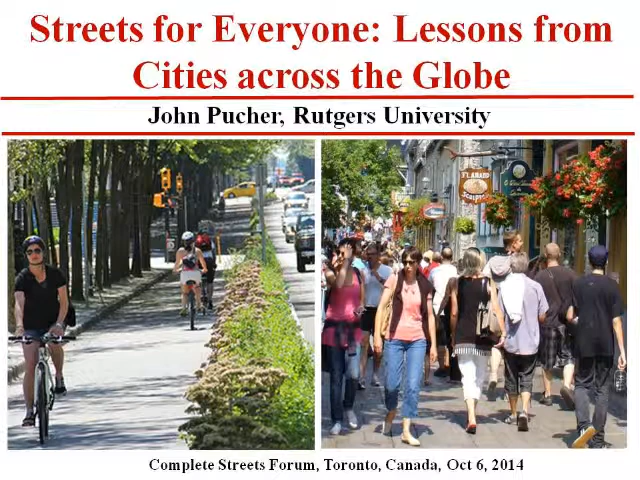 Streets for Everyone: Lessons from
Cities across the Globe
John Pucher, Rutgers University
Complete Streets Forum, Toronto, Canada, Oct 6, 2014